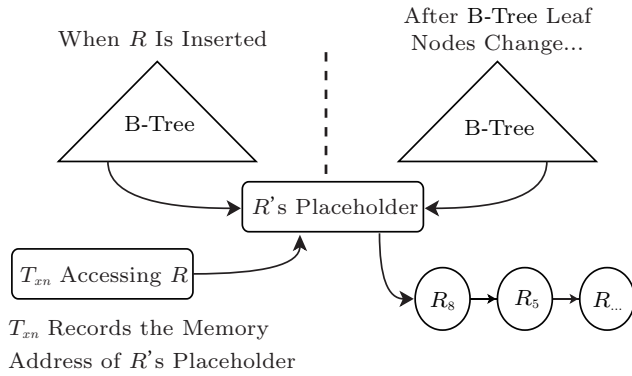 When R Is Inserted
After B-Tree Leaf
Nodes Change...
B-Tree
B-Tree
R's Placeholder
Txn Accessing R
R8
R5
R...
Txn Records the Memory
Address of R's Placeholder